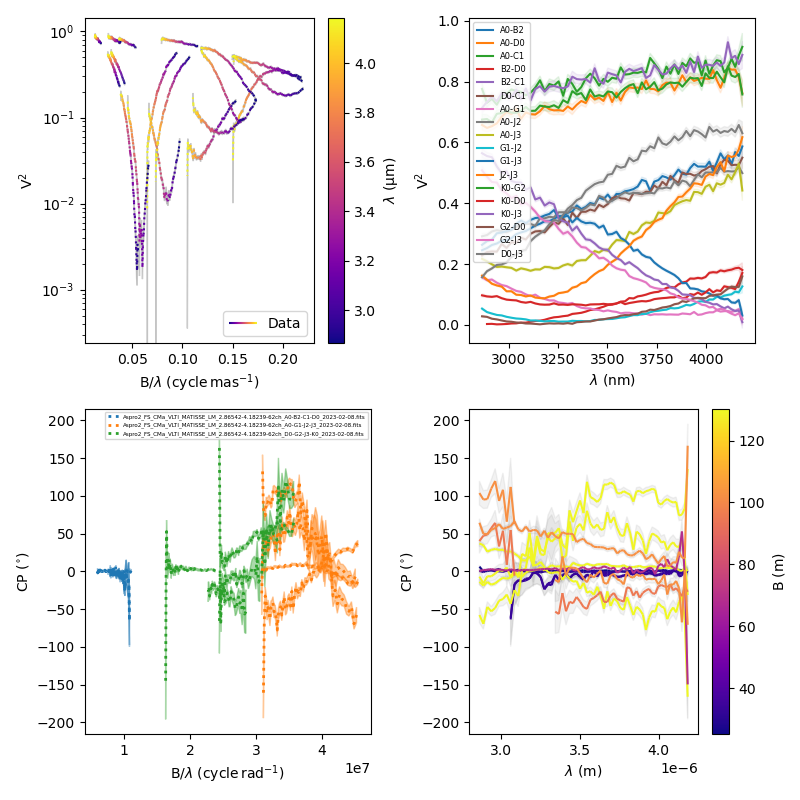 10⁰
10⁻¹
10⁻²
10⁻³
V²
0.05 0.10 0.15 0.20
B/λ (cycle mas⁻¹)
Data
4.0
3.8
3.6
3.4
3.2
3.0
λ (μm)
1.0
0.8
0.6
0.4
0.2
0.0
V²
A0-B2
A0-D0
A0-C1
B2-D0
B2-C1
D0-C1
A0-G1
A0-J2
A0-J3
G1-J2
G1-J3
J2-J3
K0-G2
K0-D0
K0-J3
G2-D0
G2-J3
D0-J3
3000 3250 3500 3750 4000
λ (nm)
200
150
100
50
0
−50
−100
−150
−200
CP (°)
Aspro2_FS_CMa_VLTI_MATISSE_LM_2.86542-4.18239-62ch_A0-B2-C1-D0_2023-02-08.fits
Aspro2_FS_CMa_VLTI_MATISSE_LM_2.86542-4.18239-62ch_A0-G1-J2-J3_2023-02-08.fits
Aspro2_FS_CMa_VLTI_MATISSE_LM_2.86542-4.18239-62ch_D0-G2-J3-K0_2023-02-08.fits
1 2 3 4
1e7
B/λ (cycle rad⁻¹)
200
150
100
50
0
−50
−100
−150
−200
CP (°)
3.0 3.5 4.0
1e−6
λ (m)
120
100
80
60
40
B (m)